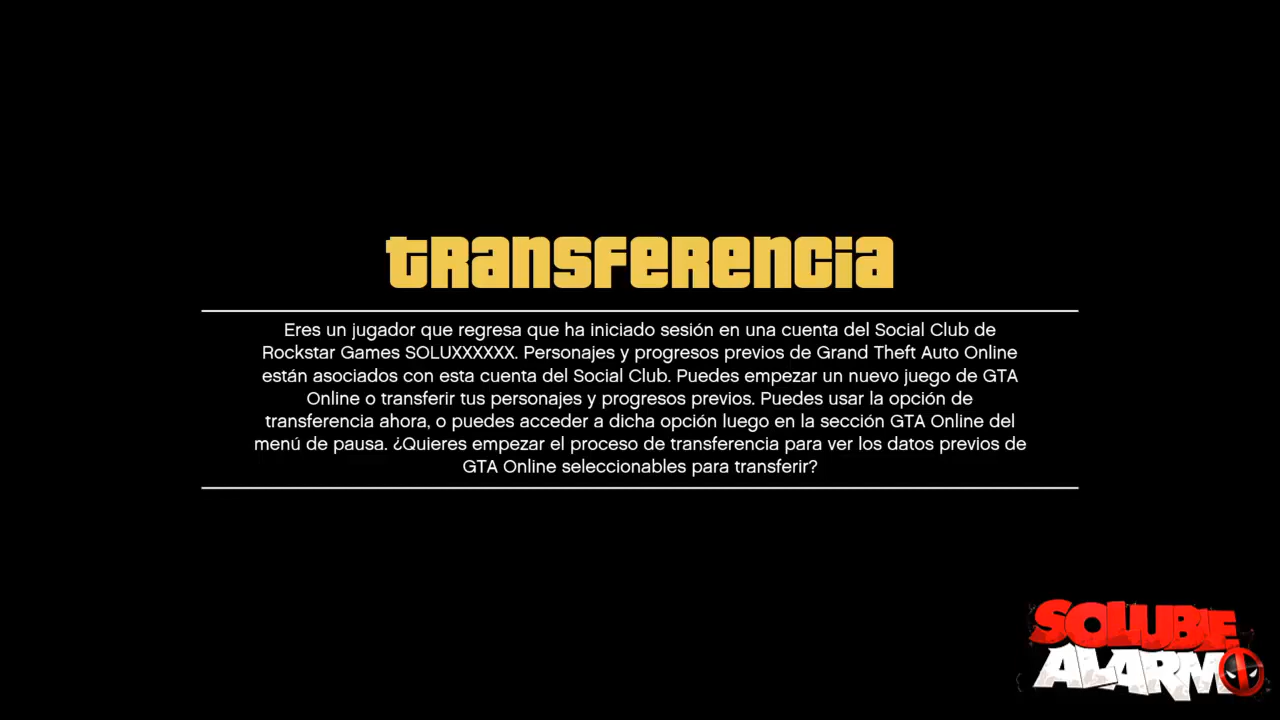 transferencia
Eres un jugador que regresa que ha iniciado sesión en una cuenta del Social Club de
Rockstar Games SOLUXXXXXX. Personajes y progresos previos de Grand Theft Auto Online
están asociados con esta cuenta del Social Club. Puedes empezar un nuevo juego de GTA
Online o transferir tus personajes y progresos previos. Puedes usar la opción de
transferencia ahora, o puedes acceder a dicha opción luego en la sección GTA Online del
menú de pausa. ¿Quieres empezar el proceso de transferencia para ver los datos previos de
GTA Online seleccionables para transferir?
SOLUBLE
ALARM